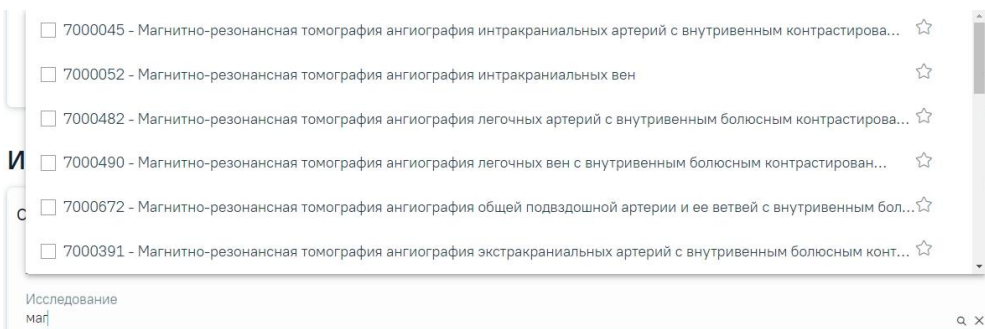 7000045 - Магнитно-резонансная томография ангиография интракраниальных артерий с внутривенным контрастирова...
7000052 - Магнитно-резонансная томография ангиография интракраниальных вен
7000482 - Магнитно-резонансная томография ангиография легочных артерий с внутривенным болюсным контрастирова...
7000490 - Магнитно-резонансная томография ангиография легочных вен с внутривенным болюсным контрастирован...
7000672 - Магнитно-резонансная томография ангиография общей подвздошной артерии и ее ветвей с внутривенным бол...
7000391 - Магнитно-резонансная томография ангиография экстракраниальных артерий с внутривенным болюсным конт...
Исследование
маг